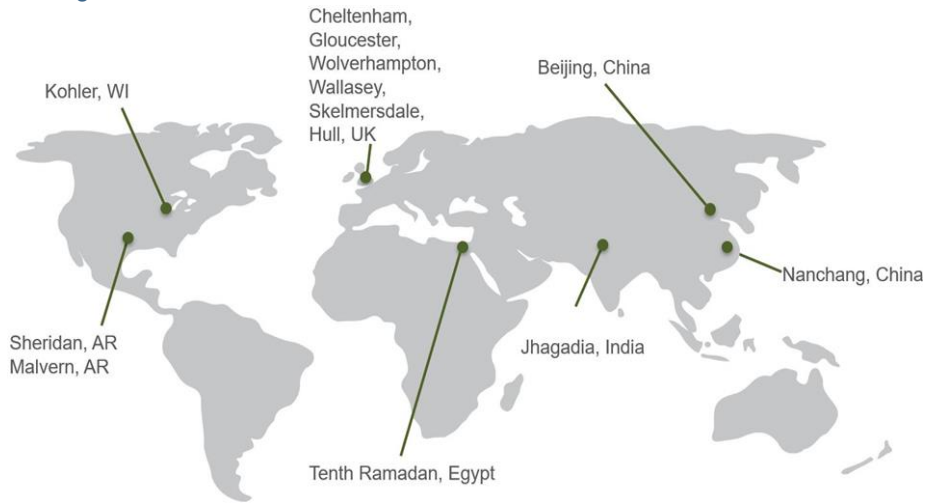 Cheltenham,
Gloucester,
Wolverhampton,
Wallasey,
Skelmersdale,
Hull, UK
Beijing, China
Kohler, WI
Nanchang, China
Sheridan, AR
Malvern, AR
Jhagadia, India
Tenth Ramadan, Egypt